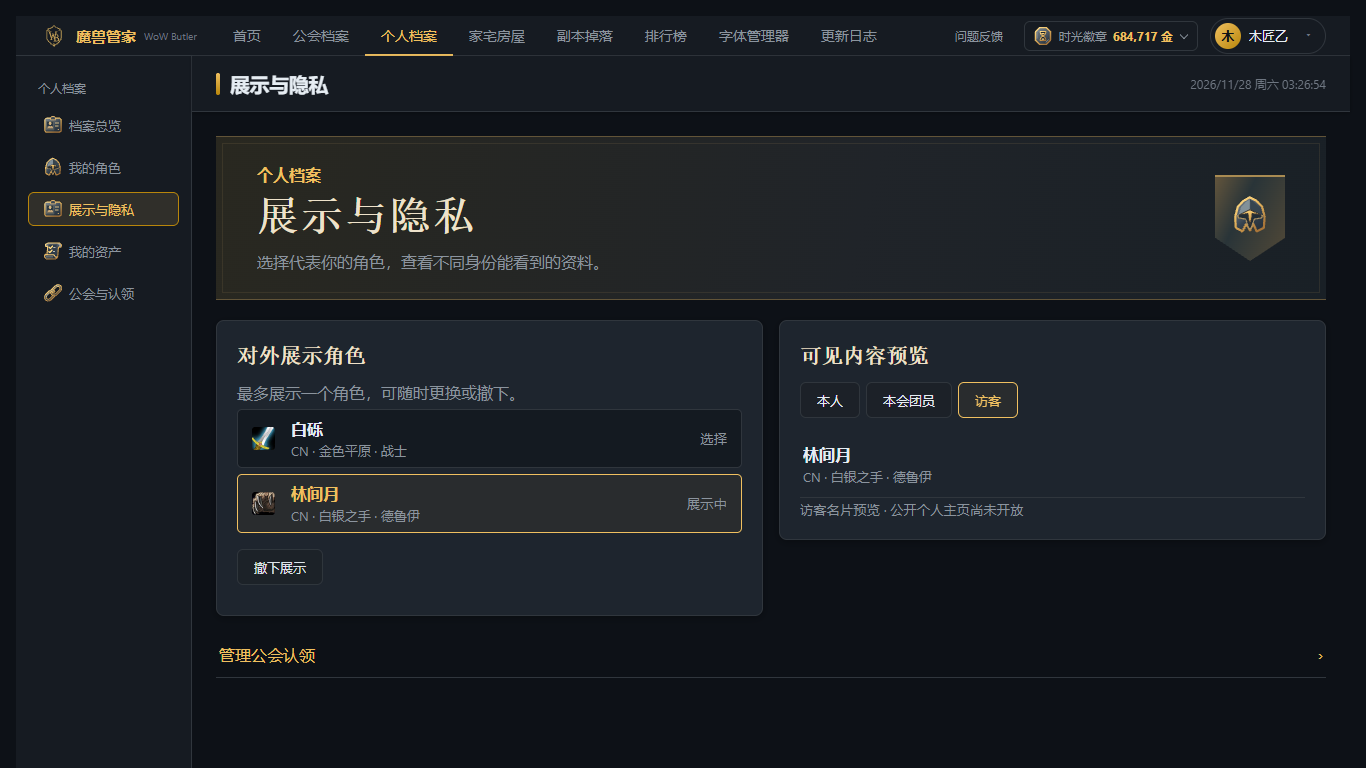 魔兽管家 WoW Butler 首页 公会档案 个人档案 家宅房屋 副本掉落 排行榜 字体管理器 更新日志 问题反馈 时光徽章 684,717 金 木 木匠乙
个人档案
档案总览
我的角色
展示与隐私
我的资产
公会与认领
展示与隐私 2026/11/28 周六 03:26:54
个人档案
展示与隐私
选择代表你的角色，查看不同身份能看到的资料。
对外展示角色
最多展示一个角色，可随时更换或撤下。
白砾
CN · 金色平原 · 战士
选择
林间月
CN · 白银之手 · 德鲁伊
展示中
撤下展示
可见内容预览
本人 本会团员 访客
林间月
CN · 白银之手 · 德鲁伊
访客名片预览 · 公开个人主页尚未开放
管理公会认领 ›